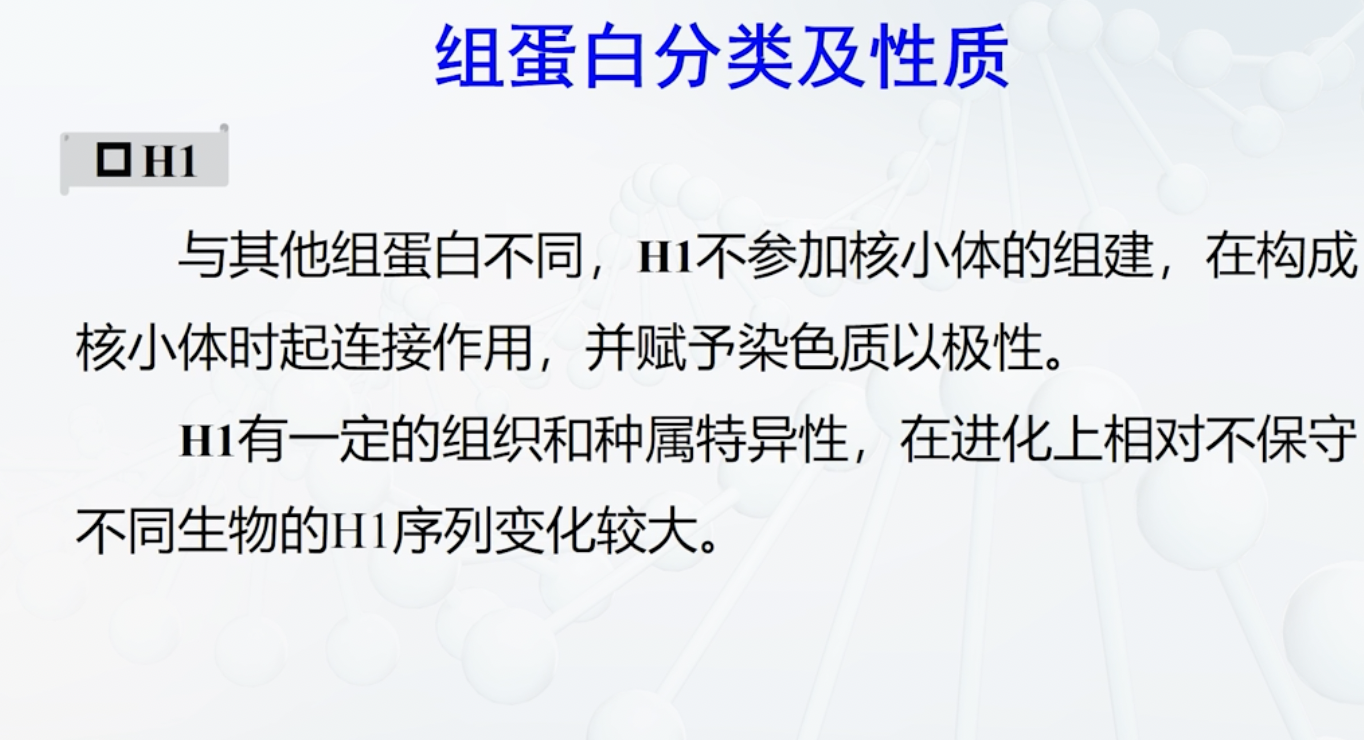 组蛋白分类及性质
H1
与其他组蛋白不同，H1不参加核小体的组建，在构成
核小体时起连接作用，并赋予染色质以极性。
H1有一定的组织和种属特异性，在进化上相对不保守
不同生物的H1序列变化较大。